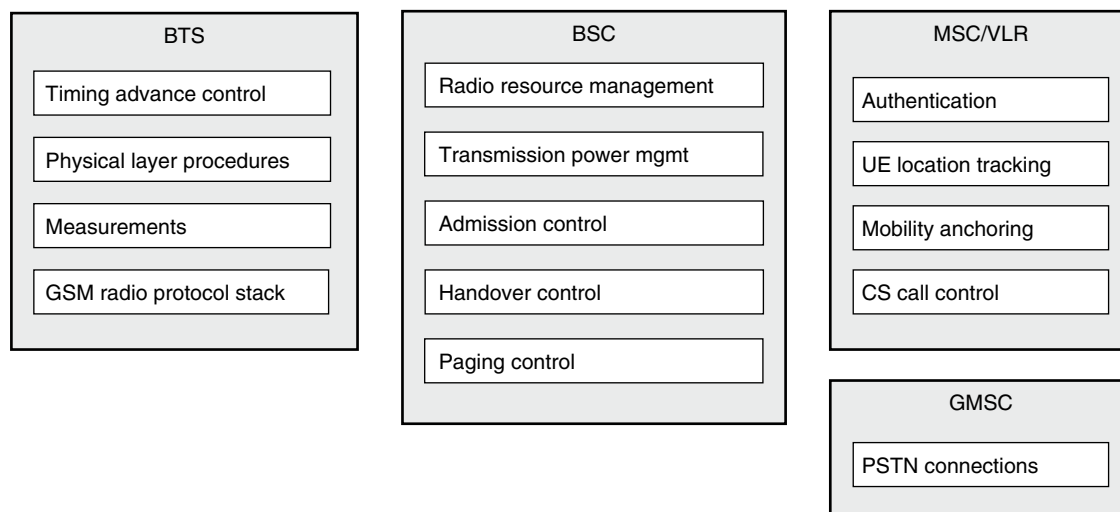 BTS
Timing advance control
Physical layer procedures
Measurements
GSM radio protocol stack
BSC
Radio resource management
Transmission power mgmt
Admission control
Handover control
Paging control
MSC/VLR
Authentication
UE location tracking
Mobility anchoring
CS call control
GMSC
PSTN connections